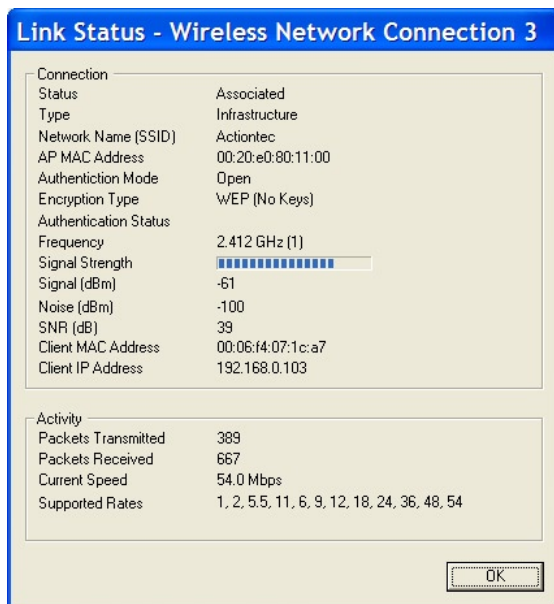 Link Status - Wireless Network Connection 3
Connection
Status Associated
Type Infrastructure
Network Name (SSID) Actiontec
AP MAC Address 00:20:e0:80:11:00
Authentiction Mode Open
Encryption Type WEP (No Keys)
Authentication Status
Frequency 2.412 GHz (1)
Signal Strength
Signal (dBm) -61
Noise (dBm) -100
SNR (dB) 39
Client MAC Address 00:06:f4:07:1c:a7
Client IP Address 192.168.0.103
Activity
Packets Transmitted 389
Packets Received 667
Current Speed 54.0 Mbps
Supported Rates 1, 2, 5.5, 11, 6, 9, 12, 18, 24, 36, 48, 54
OK